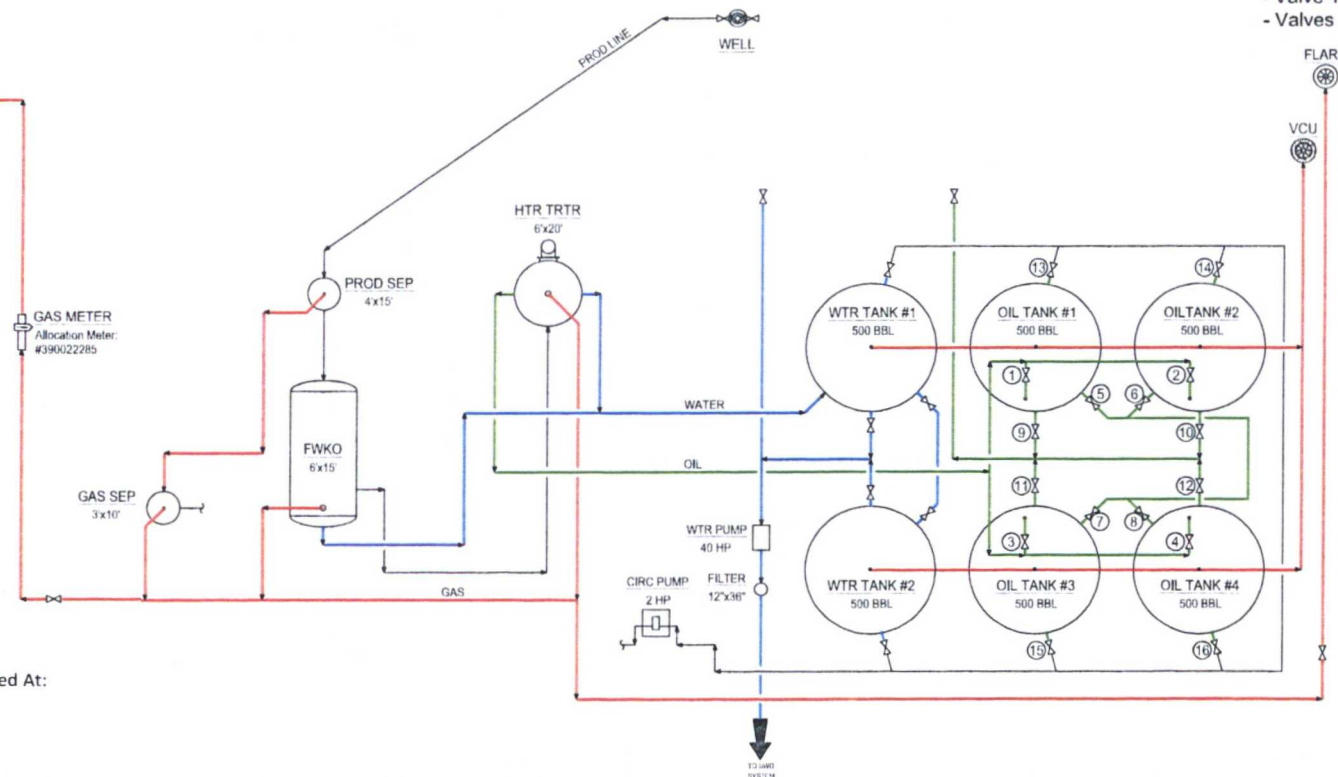 - Valve 1
- Valves
FLAR
VCU
WELL
PROD LINE
HTR TRTR
6'x20'
PROD SEP
4'x15'
GAS METER
Allocation Meter:
#390022285
FWKO
6'x15'
GAS SEP
3'x10'
WATER
OIL
GAS
WTR TANK #1
500 BBL
OIL TANK #1
500 BBL
OILTANK #2
500 BBL
13
14
1
2
5
6
9
10
11
12
7
8
3
4
WTR PUMP
40 HP
CIRC PUMP
2 HP
FILTER
12"x36"
WTR TANK #2
500 BBL
OIL TANK #3
500 BBL
OIL TANK #4
500 BBL
15
16
ed At:
SYSTEM